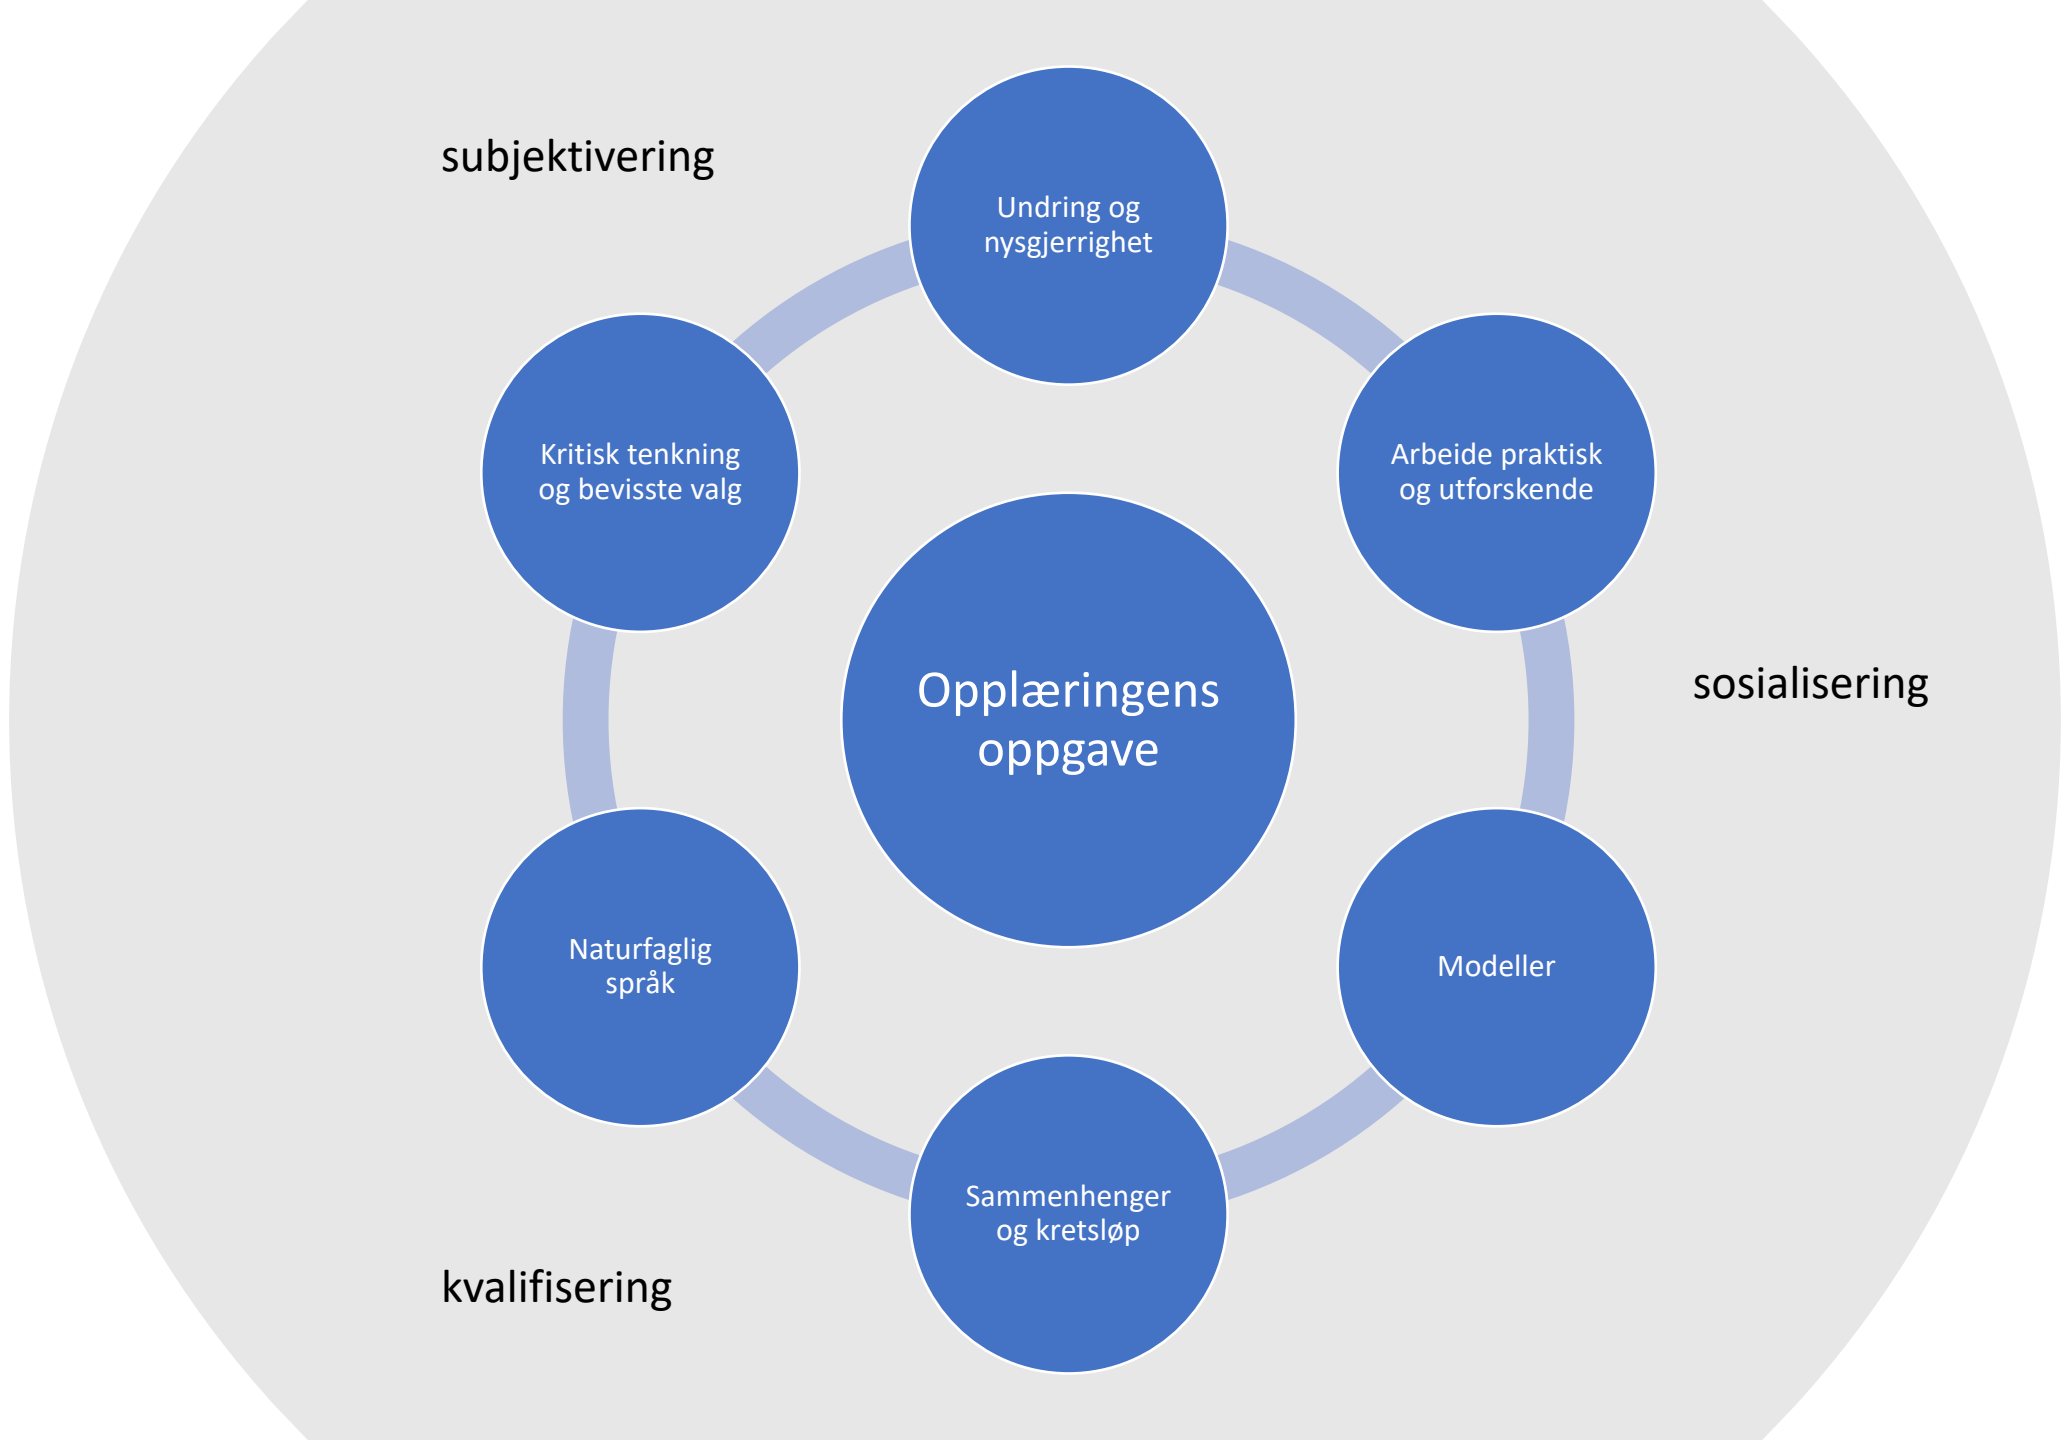 subjektivering
Undring og
nysgjerrighet
Kritisk tenkning
og bevisste valg
Arbeide praktisk
og utforskende
Opplæringens
oppgave
sosialisering
Naturfaglig
språk
Modeller
Sammenhenger
og kretsløp
kvalifisering